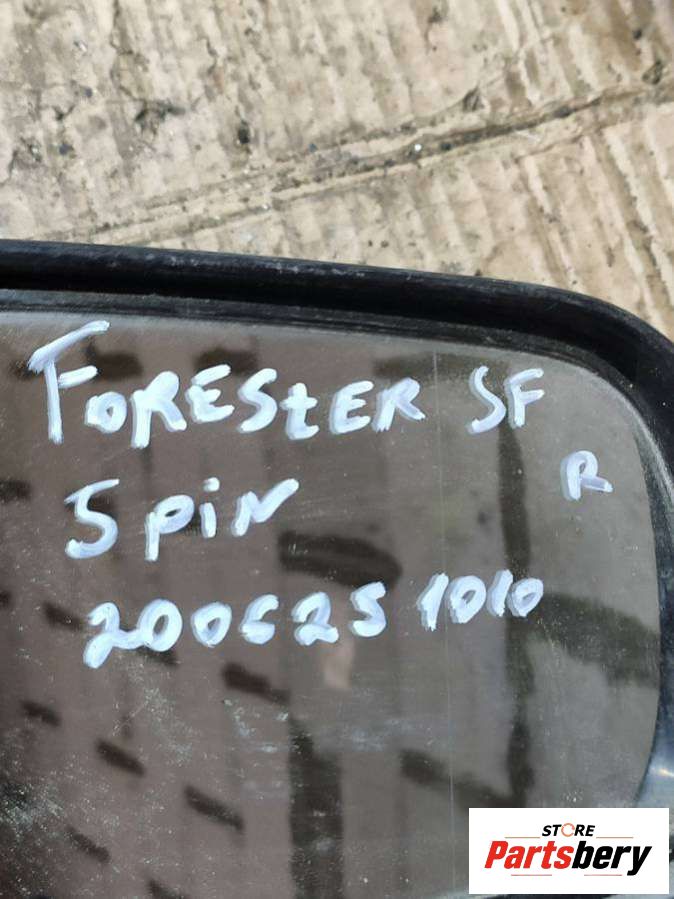 FORESTER SF
R
5 PIN
200625 1010
STORE
Partsbery